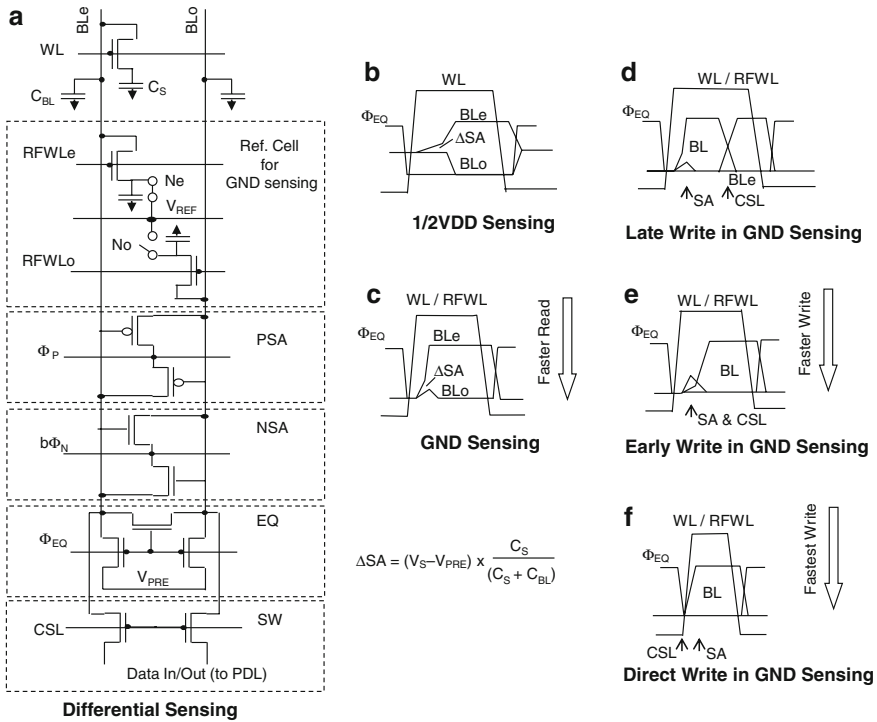 a
BLe
BLo
WL
C_BL
C_S
RFWLe
Ref. Cell
for
GND sensing
Ne
V_REF
No
RFWLo
Φ_P
PSA
bΦ_N
NSA
EQ
Φ_EQ
V_PRE
CSL
SW
Data In/Out (to PDL)
Differential Sensing
b
WL
Φ_EQ
BLe
ΔSA
BLo
1/2VDD Sensing
c
WL / RFWL
Φ_EQ
BLe
ΔSA
BLo
GND Sensing
Faster Read
ΔSA = (V_S–V_PRE) x C_S / (C_S + C_BL)
d
WL / RFWL
Φ_EQ
BL
BLe
SA
CSL
Late Write in GND Sensing
e
WL / RFWL
Φ_EQ
BL
SA & CSL
Early Write in GND Sensing
Faster Write
f
WL / RFWL
Φ_EQ
BL
CSL
SA
Direct Write in GND Sensing
Fastest Write